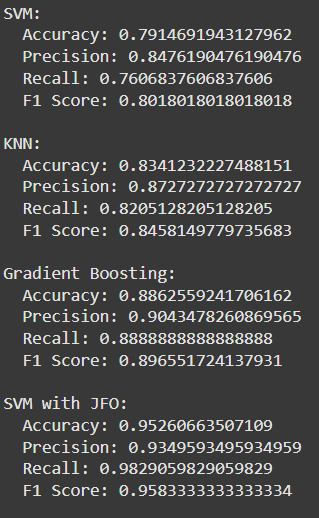 SVM:
Accuracy: 0.7914691943127962
Precision: 0.8476190476190476
Recall: 0.7606837606837606
F1 Score: 0.8018018018018018
KNN:
Accuracy: 0.8341232227488151
Precision: 0.8727272727272727
Recall: 0.8205128205128205
F1 Score: 0.8458149779735683
Gradient Boosting:
Accuracy: 0.8862559241706162
Precision: 0.9043478260869565
Recall: 0.8888888888888888
F1 Score: 0.896551724137931
SVM with JFO:
Accuracy: 0.95260663507109
Precision: 0.9349593495934959
Recall: 0.9829059829059829
F1 Score: 0.9583333333333334